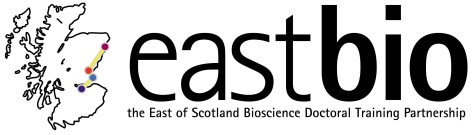 eastbio
the East of Scotland Bioscience Doctoral Training Partnership